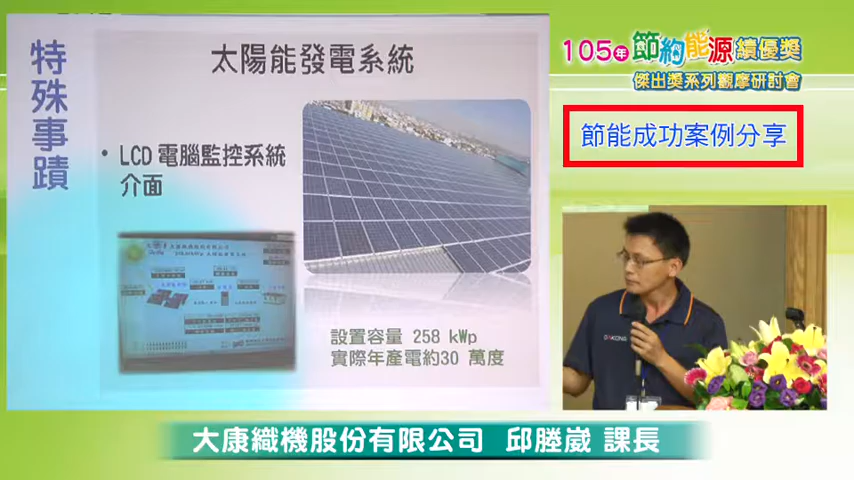 特殊事蹟
太陽能發電系統
• LCD 電腦監控系統
介面
設置容量 258 kWp
實際年產電約30 萬度
105年節約能源績優獎
傑出獎系列觀摩研討會
節能成功案例分享
大康織機股份有限公司 邱塍崴 課長